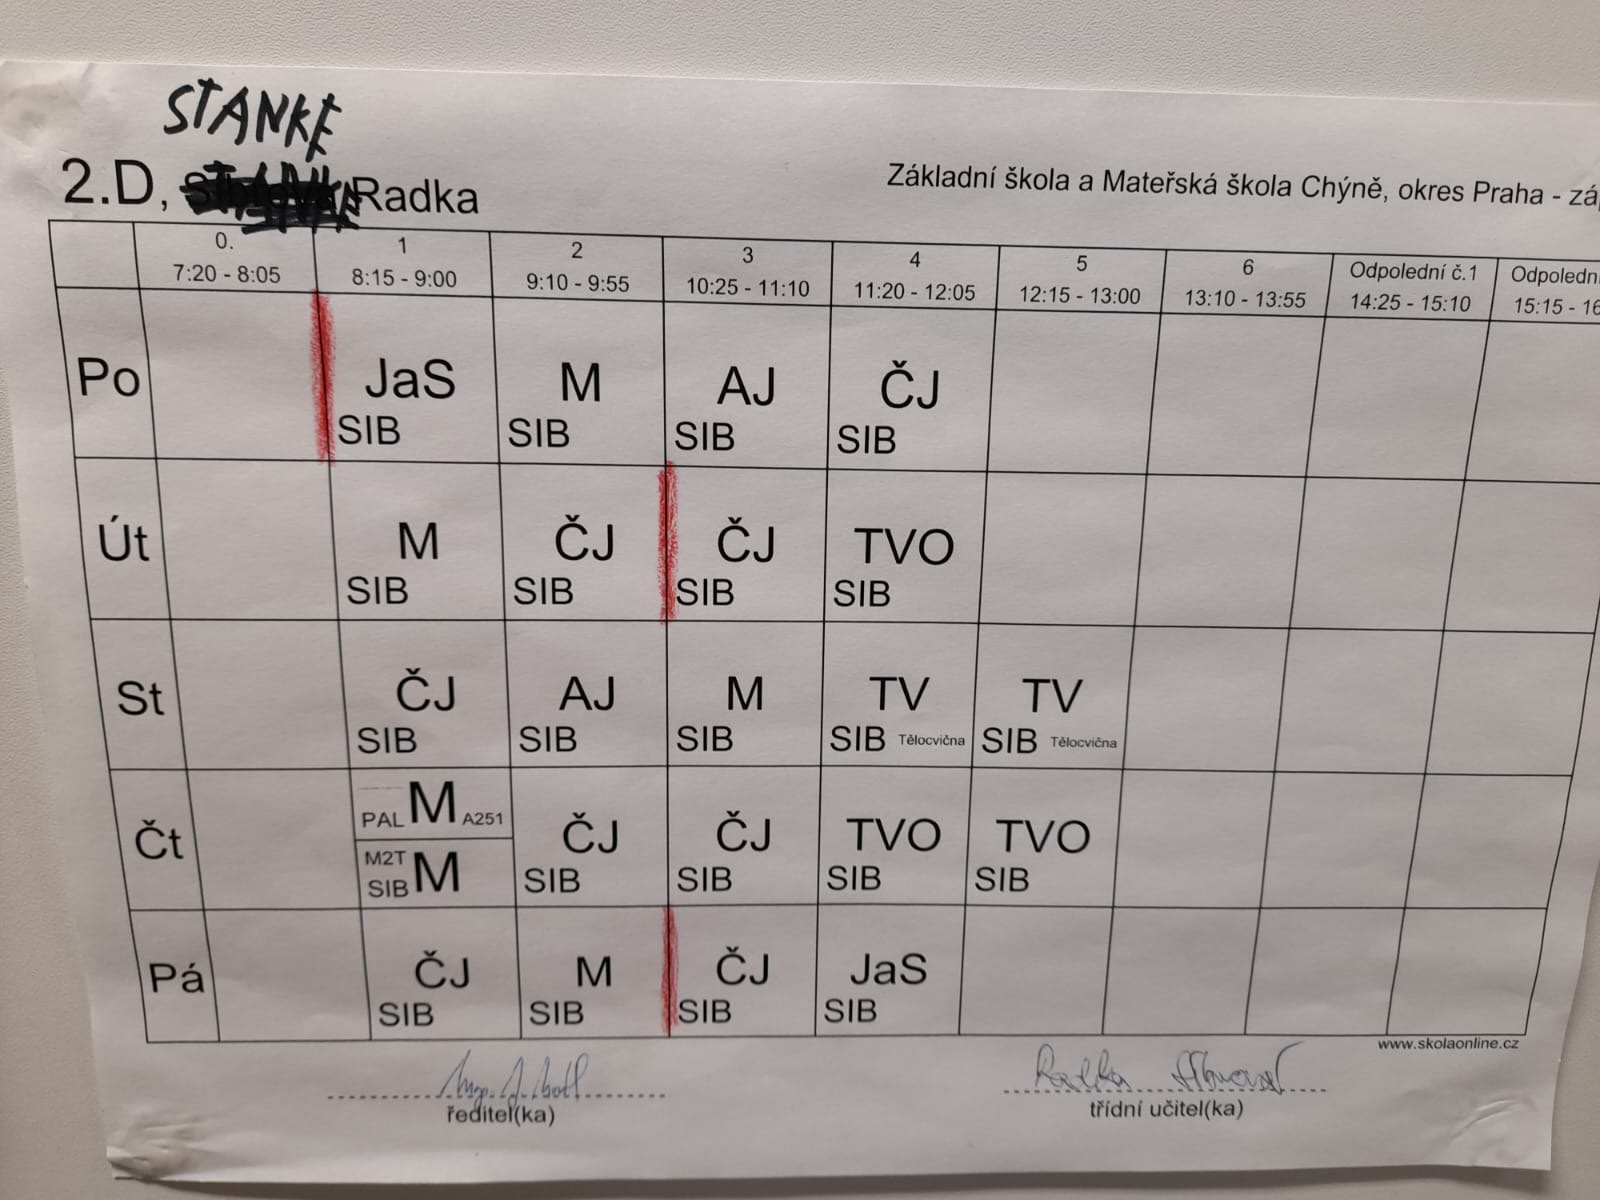 STANKE
2.D, Radka
Základní škola a Mateřská škola Chýně, okres Praha - zá
0. 1 2 3 4 5 6 Odpolední č.1 Odpoledn
7:20 - 8:05 8:15 - 9:00 9:10 - 9:55 10:25 - 11:10 11:20 - 12:05 12:15 - 13:00 13:10 - 13:55 14:25 - 15:10 15:15 - 16
Po JaS M AJ ČJ
SIB SIB SIB SIB
Út M ČJ ČJ TVO
SIB SIB SIB SIB
St ČJ AJ M TV TV
SIB SIB SIB SIB Tělocvična SIB Tělocvična
PAL M A251
Čt ČJ ČJ TVO TVO
M2T
SIB M SIB SIB SIB SIB
Pá ČJ M ČJ JaS
SIB SIB SIB SIB
www.skolaonline.cz
Radka
ředitel(ka) třídní učitel(ka)